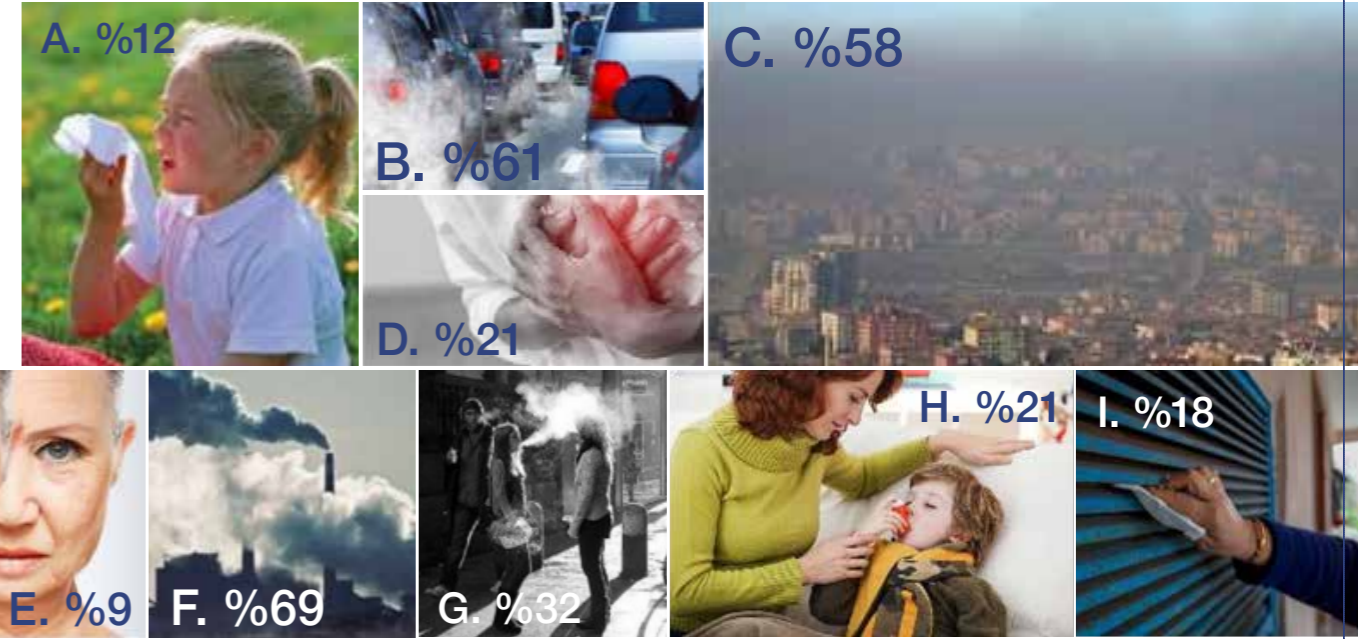 A. %12
B. %61
C. %58
D. %21
E. %9
F. %69
G. %32
H. %21
I. %18